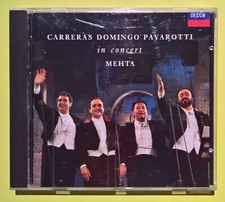 CARRERAS DOMINGO PAVAROTTI
in concert
MEHTA
DECCA